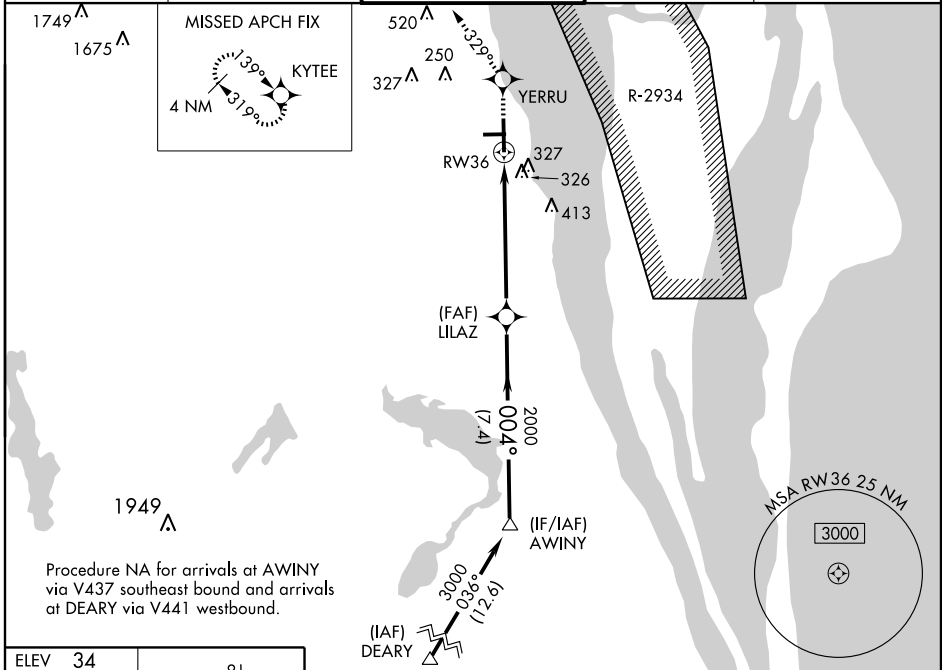 1749
1675
MISSED APCH FIX
139°
KYTEE
4 NM
319°
520
329°
250
327
YERRU
R-2934
RW36
327
326
413
(FAF)
LILAZ
2000
004°
(7.4)
1949
(IF/IAF)
AWINY
MSA RW36 25 NM
3000
Procedure NA for arrivals at AWINY
via V437 southeast bound and arrivals
at DEARY via V441 westbound.
3000
036°
(12.6)
(IAF)
DEARY
ELEV 34